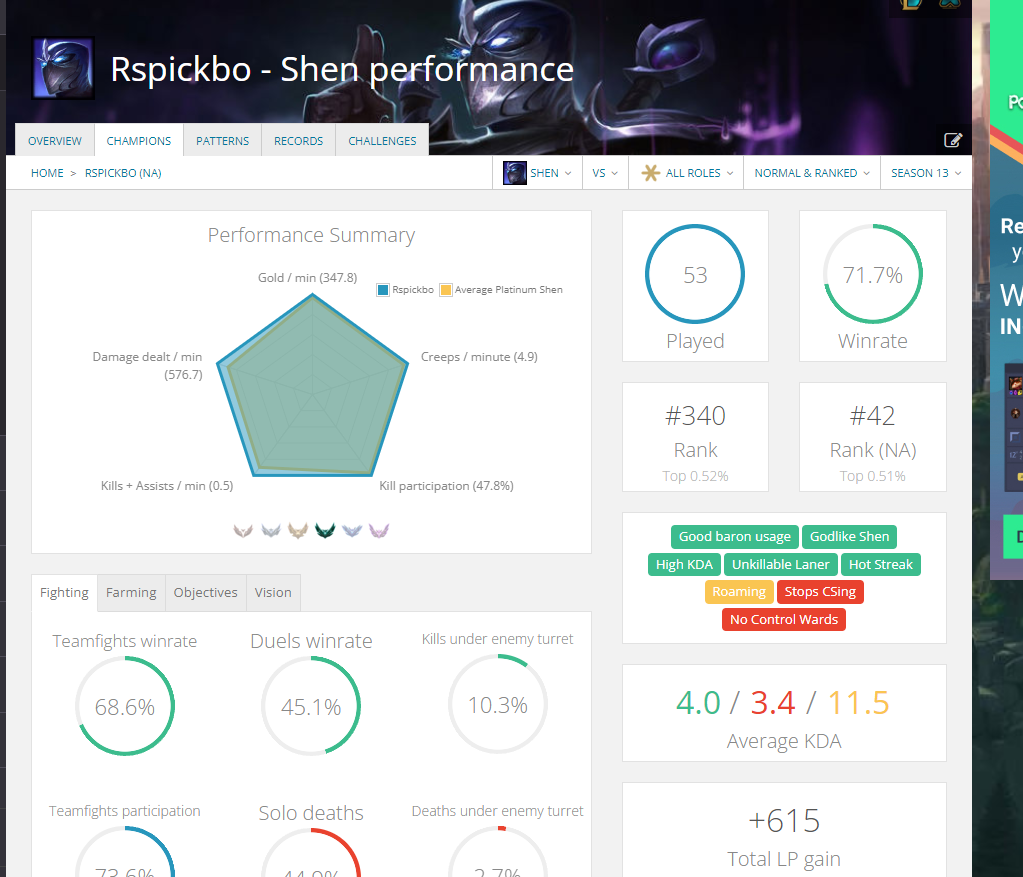 Rspickbo - Shen performance
OVERVIEW
CHAMPIONS
PATTERNS
RECORDS
CHALLENGES
HOME > RSPICKBO (NA)
SHEN
VS
ALL ROLES
NORMAL & RANKED
SEASON 13
Performance Summary
Gold / min (347.8)
Rspickbo
Average Platinum Shen
Damage dealt / min
(576.7)
Creeps / minute (4.9)
Kills + Assists / min (0.5)
Kill participation (47.8%)
53
Played
71.7%
Winrate
#340
Rank
Top 0.52%
#42
Rank (NA)
Top 0.51%
Good baron usage
Godlike Shen
High KDA
Unkillable Laner
Hot Streak
Roaming
Stops CSing
No Control Wards
4.0 / 3.4 / 11.5
Average KDA
+615
Total LP gain
Fighting
Farming
Objectives
Vision
Teamfights winrate
68.6%
Duels winrate
45.1%
Kills under enemy turret
10.3%
Teamfights participation
73.6%
Solo deaths
44.9%
Deaths under enemy turret
2.7%
Re
W
IN